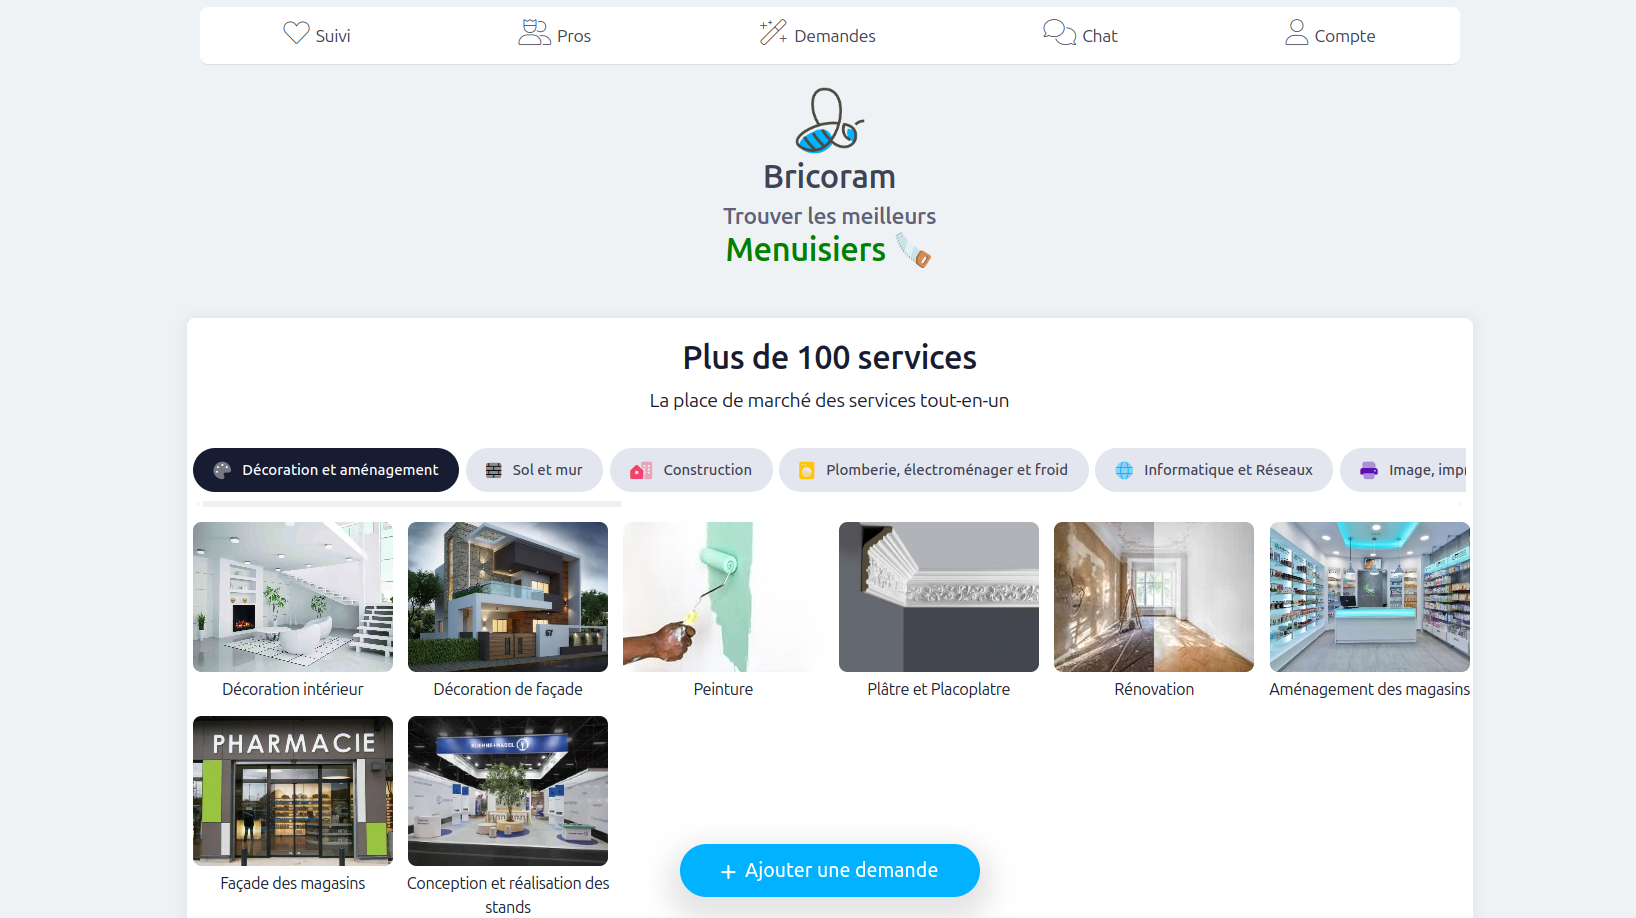 Suivi
Pros
Demandes
Chat
Compte
Bricoram
Trouver les meilleurs
Menuisiers
Plus de 100 services
La place de marché des services tout-en-un
Décoration et aménagement
Sol et mur
Construction
Plomberie, électroménager et froid
Informatique et Réseaux
Image, impr
67
Décoration intérieur
Décoration de façade
Peinture
Plâtre et Placoplatre
Rénovation
Aménagement des magasins
PHARMACIE
KUEHNE+NAGEL
Façade des magasins
Conception et réalisation des
stands
+ Ajouter une demande